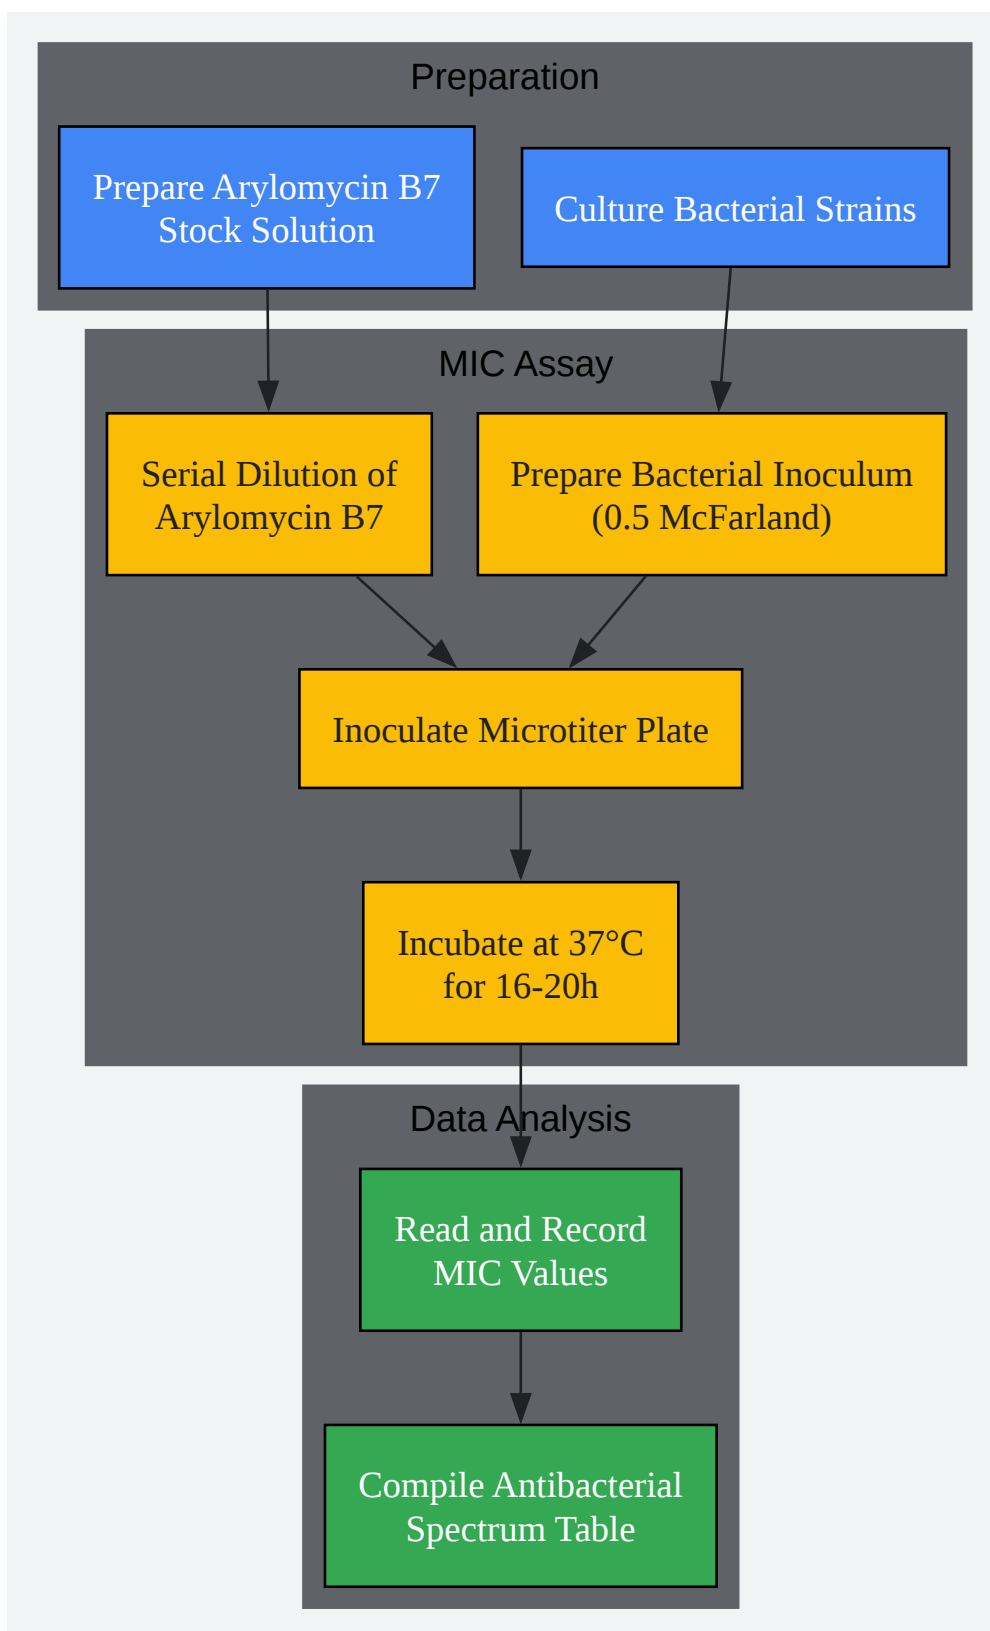 Preparation
Prepare Arylomycin B7
Stock Solution
Culture Bacterial Strains
MIC Assay
Serial Dilution of
Arylomycin B7
Prepare Bacterial Inoculum
(0.5 McFarland)
Inoculate Microtiter Plate
Incubate at 37°C
for 16-20h
Data Analysis
Read and Record
MIC Values
Compile Antibacterial
Spectrum Table